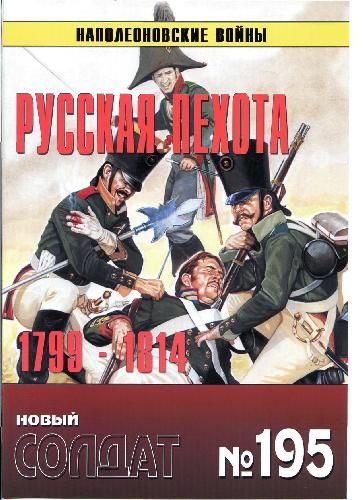 НАПОЛЕОНОВСКИЕ ВОЙНЫ
РУССКАЯ ПЕХОТА
1799 - 1814
НОВЫЙ
СОЛДАТ
№195